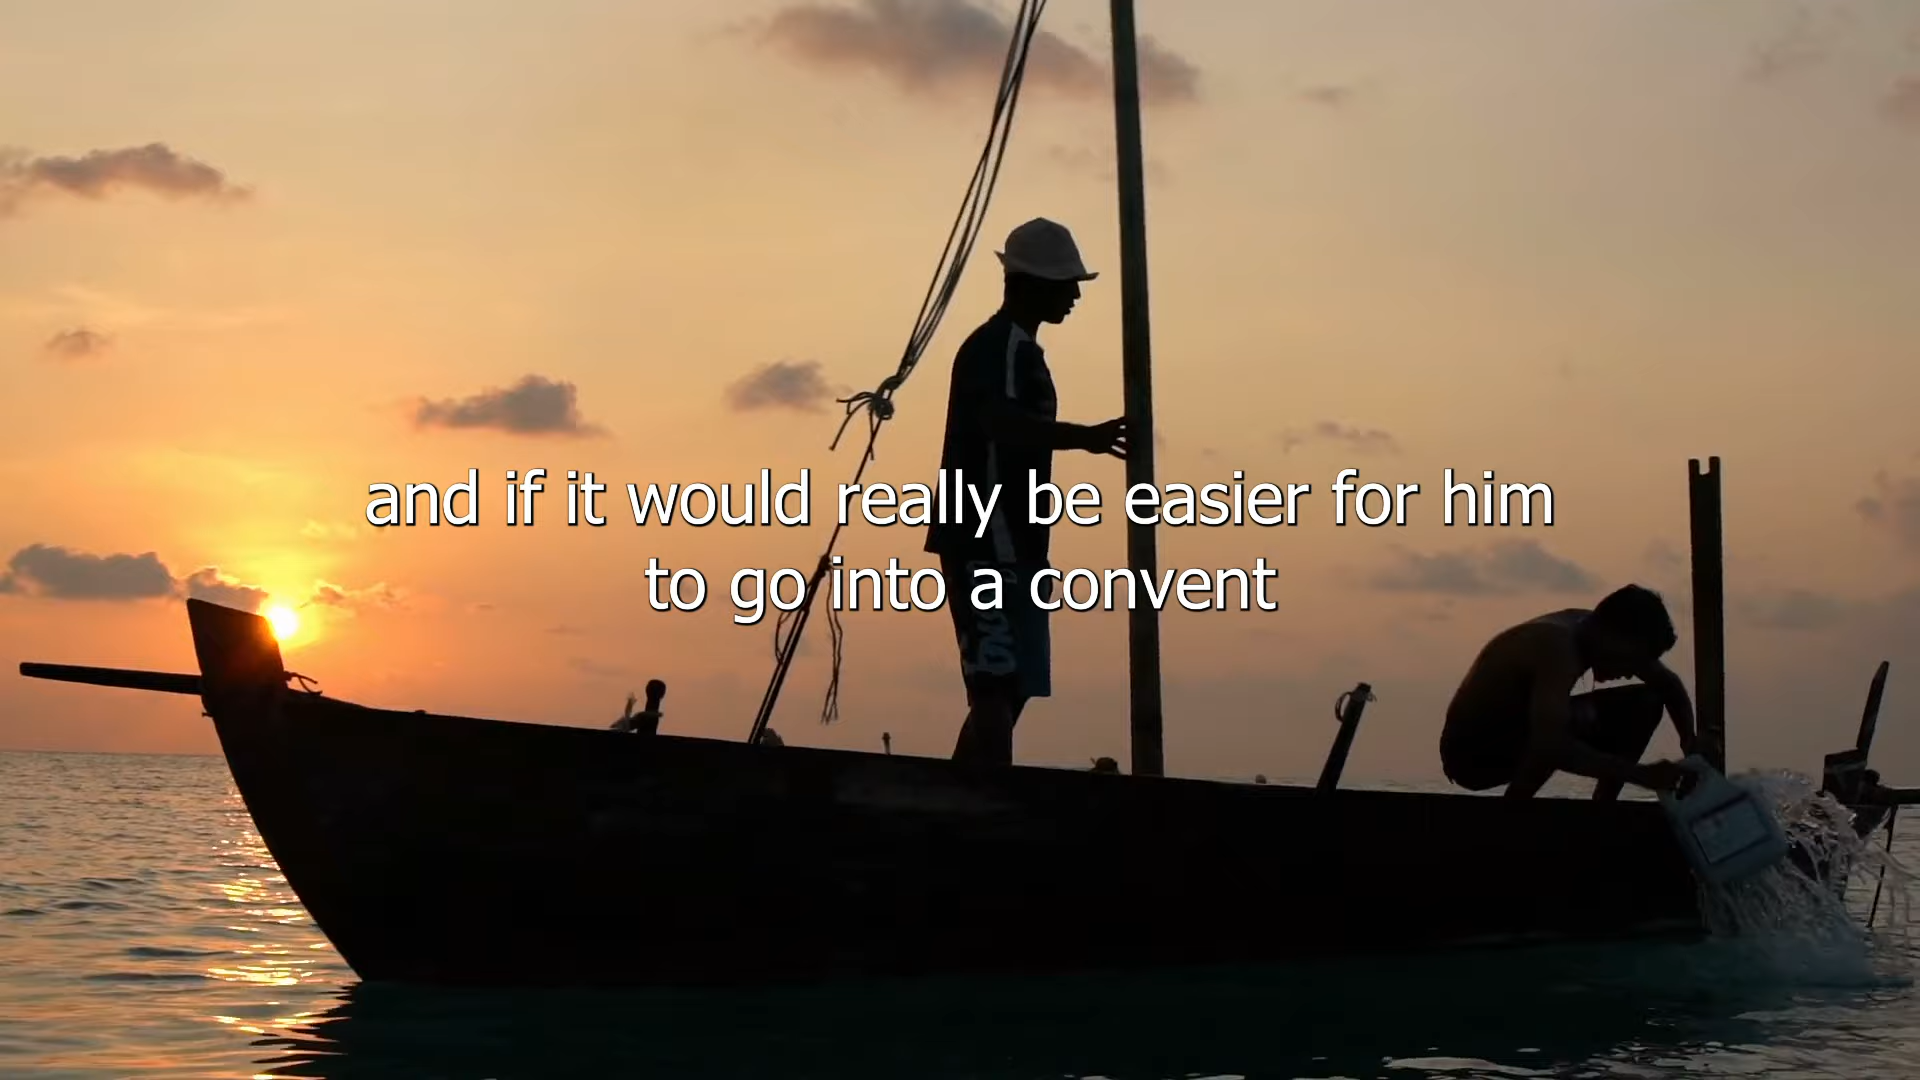 and if it would really be easier for him
to go into a convent